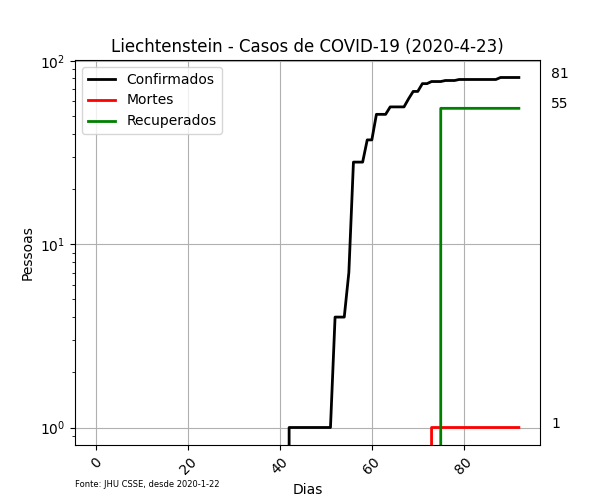 Liechtenstein - Casos de COVID-19 (2020-4-23)
Confirmados
Mortes
Recuperados
81
55
1
10²
10¹
10⁰
Pessoas
0
20
40
60
80
Dias
Fonte: JHU CSSE, desde 2020-1-22